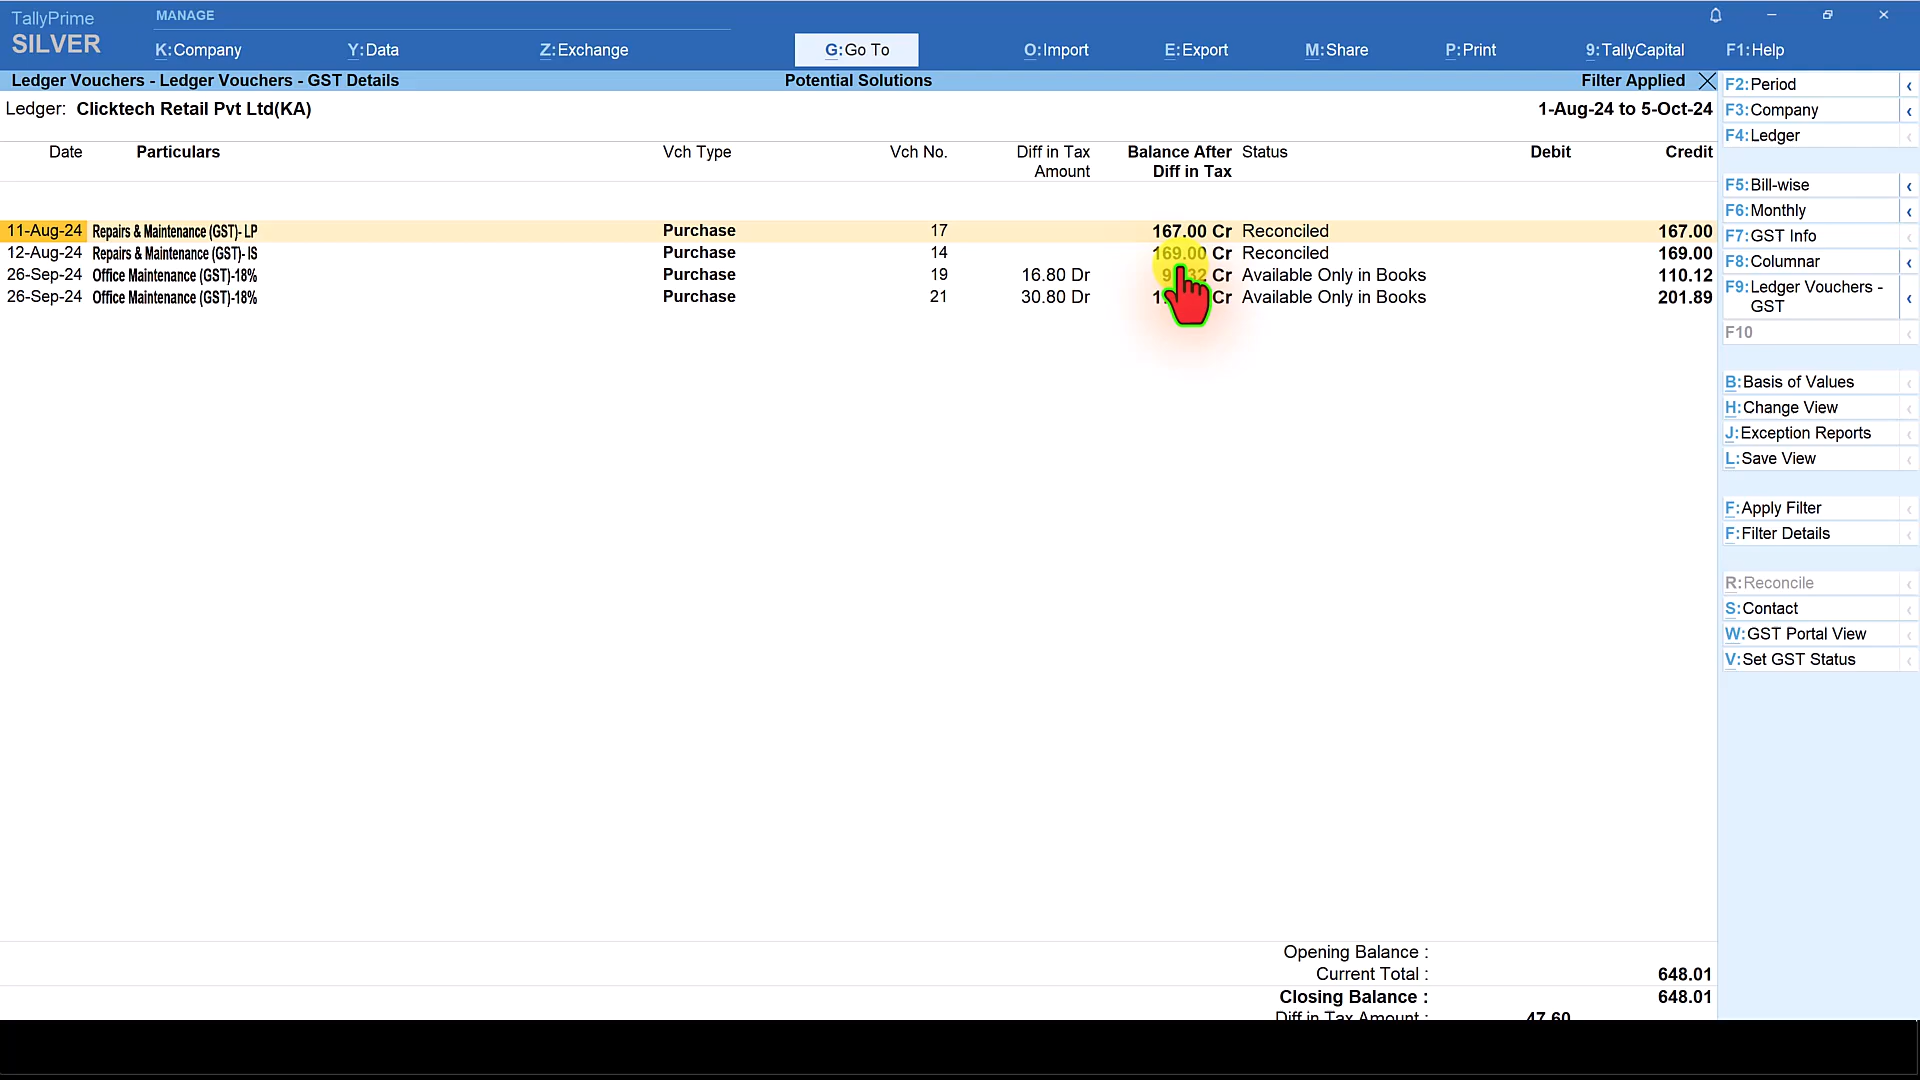 TallyPrime
SILVER
MANAGE
K:Company Y:Data Z:Exchange G:Go To O:Import E:Export M:Share P:Print 9:TallyCapital F1:Help
Ledger Vouchers - Ledger Vouchers - GST Details Potential Solutions Filter Applied
Ledger: Clicktech Retail Pvt Ltd(KA) 1-Aug-24 to 5-Oct-24
Date Particulars Vch Type Vch No. Diff in Tax Amount Balance After Diff in Tax Status Debit Credit
11-Aug-24 Repairs & Maintenance (GST)- LP Purchase 17 167.00 Cr Reconciled 167.00
12-Aug-24 Repairs & Maintenance (GST)- IS Purchase 14 169.00 Cr Reconciled 169.00
26-Sep-24 Office Maintenance (GST)-18% Purchase 19 16.80 Dr Cr Available Only in Books 110.12
26-Sep-24 Office Maintenance (GST)-18% Purchase 21 30.80 Dr Cr Available Only in Books 201.89
Opening Balance :
Current Total : 648.01
Closing Balance : 648.01
Diff in Tax Amount : 47.60
F2:Period
F3:Company
F4:Ledger
F5:Bill-wise
F6:Monthly
F7:GST Info
F8:Columnar
F9:Ledger Vouchers -
GST
F10
B:Basis of Values
H:Change View
J:Exception Reports
L:Save View
F:Apply Filter
F:Filter Details
R:Reconcile
S:Contact
W:GST Portal View
V:Set GST Status